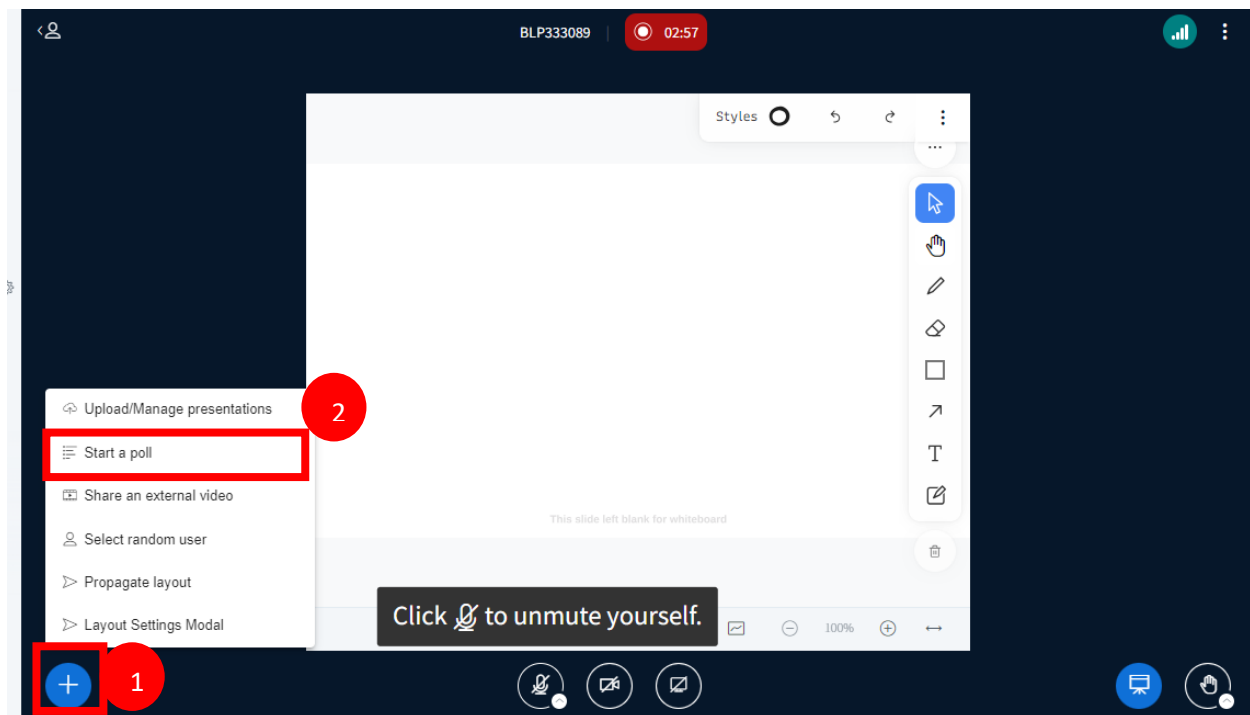 BLP333089 02:57
Styles
Upload/Manage presentations
2
Start a poll
Share an external video
Select random user
Propagate layout
Layout Settings Modal
T
This slide left blank for whiteboard
Click to unmute yourself.
100%
1